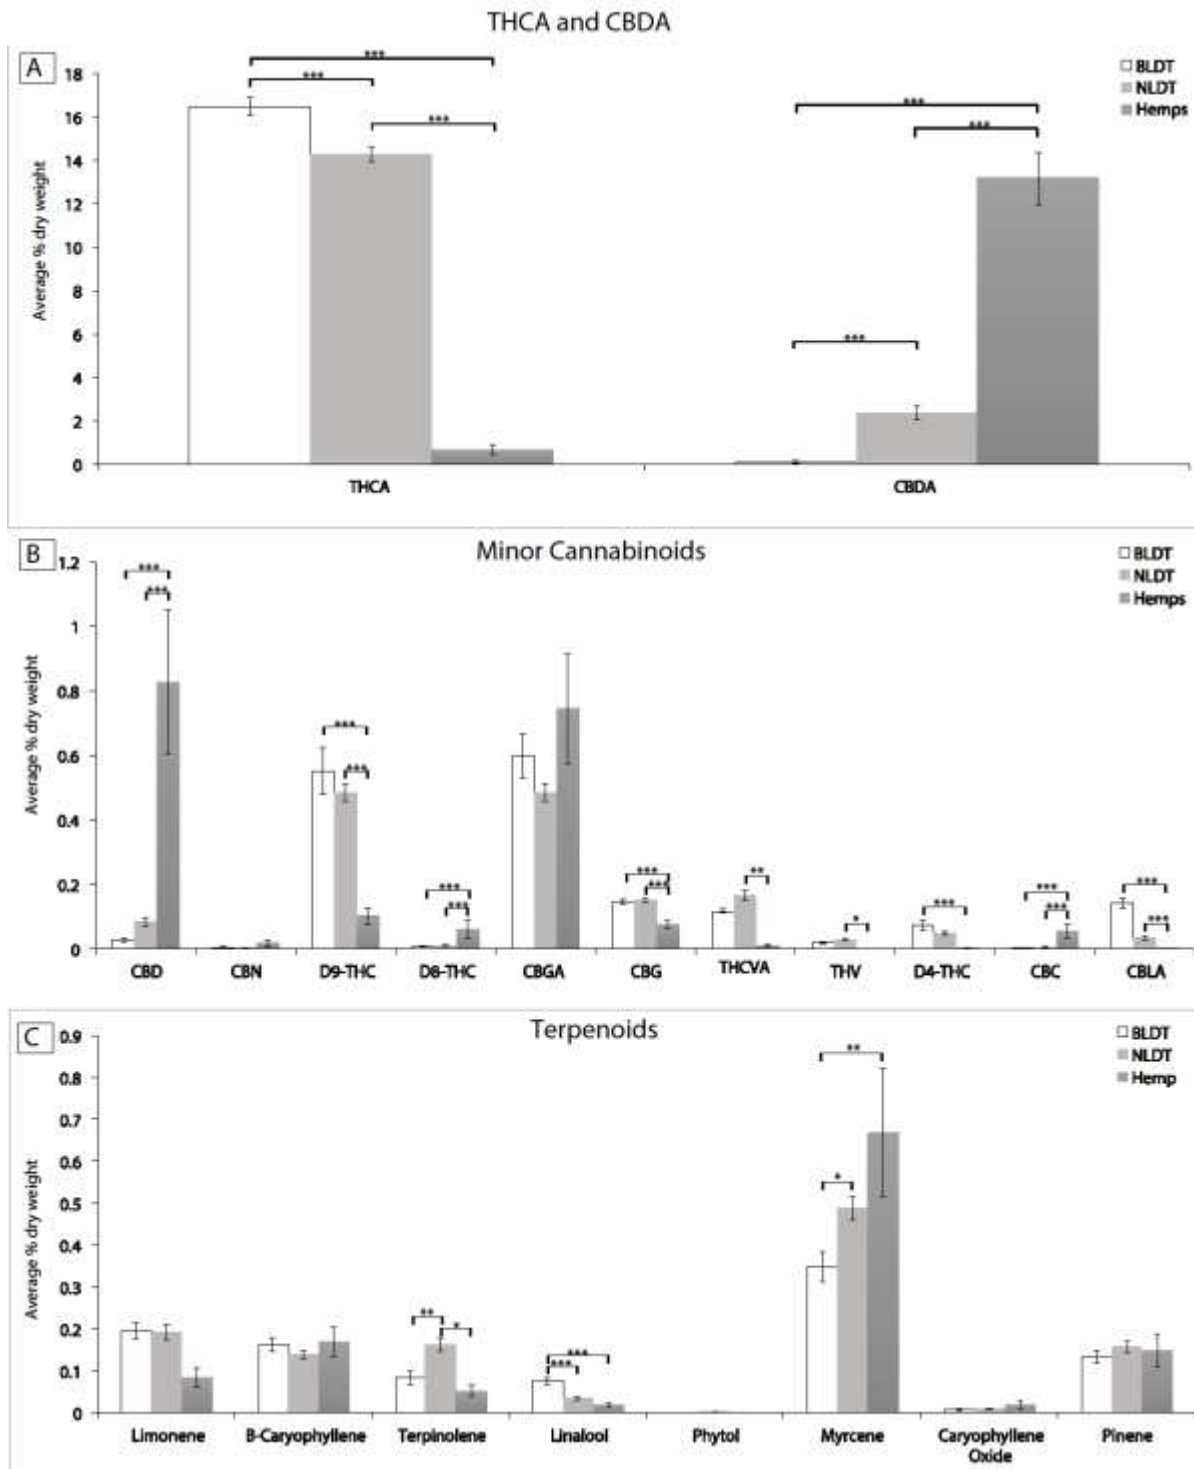 THCA and CBDA
A
BLDT
NLDT
Hemps
Average % dry weight
18
16
14
12
10
8
6
4
2
0
***
***
***
***
***
***
THCA
CBDA
B
Minor Cannabinoids
BLDT
NLDT
Hemps
Average % dry weight
1.2
1
0.8
0.6
0.4
0.2
0
***
***
***
***
***
***
***
***
**
*
***
***
***
***
***
CBD
CBN
D9-THC
D8-THC
CBGA
CBG
THCVA
THV
D4-THC
CBC
CBLA
C
Terpenoids
BLDT
NLDT
Hemp
Average % dry weight
0.9
0.8
0.7
0.6
0.5
0.4
0.3
0.2
0.1
0
**
*
***
***
**
*
Limonene
B-Caryophyllene
Terpinolene
Linalool
Phytol
Myrcene
Caryophyllene
Oxide
Pinene